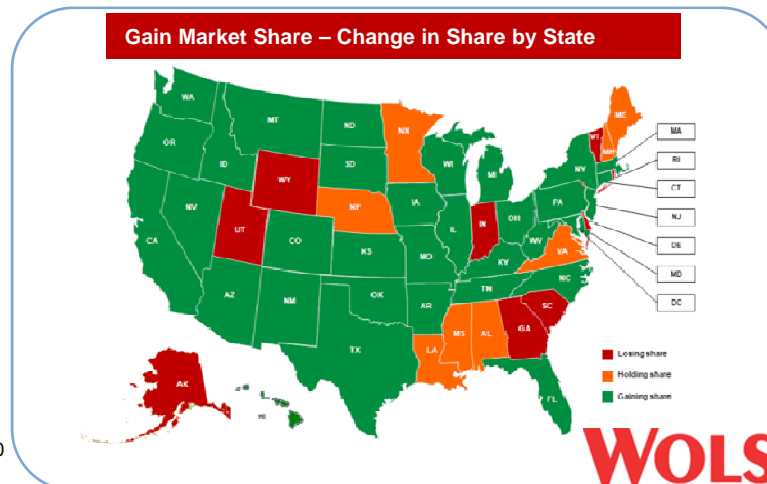 Gain Market Share – Change in Share by State
WA
MT
ND
MN
ME
VT
NH
MA
OR
ID
SD
WI
MI
NY
RI
WY
CT
NV
NE
IA
PA
NJ
UT
IL
IN
OH
DE
CA
CO
KS
MO
WV
VA
MD
KY
DC
NC
TN
AZ
NM
OK
AR
SC
MS
AL
GA
TX
LA
Losing share
AK
Holding share
Gaining share
FL
HI
0
WOLS